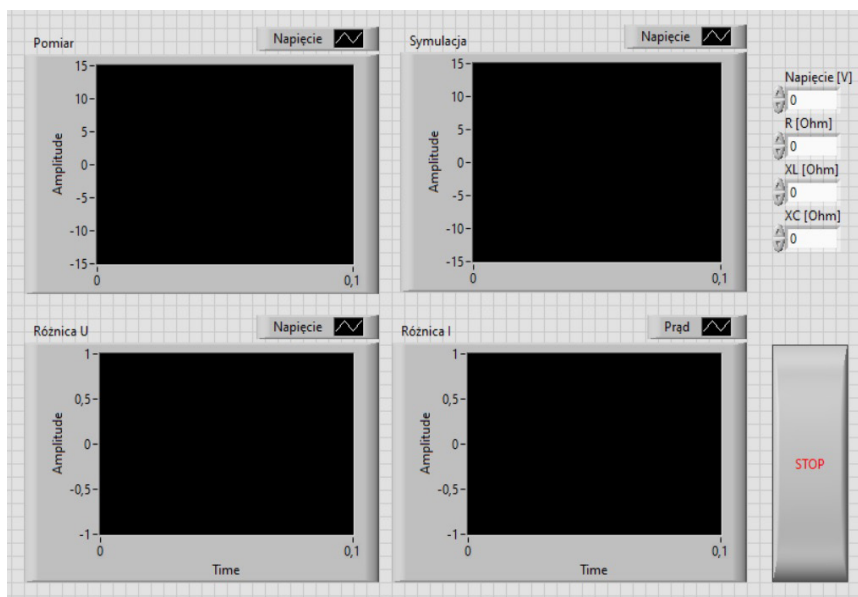 Pomiar
Napięcie
15
10
5
0
-5
-10
-15
Amplitude
0
0,1
Symulacja
Napięcie
15
10
5
0
-5
-10
-15
Amplitude
0
0,1
Napięcie [V]
0
R [Ohm]
0
XL [Ohm]
0
XC [Ohm]
0
Różnica U
Napięcie
1
0,5
0
-0,5
-1
Amplitude
0
0,1
Time
Różnica I
Prąd
1
0,5
0
-0,5
-1
Amplitude
0
0,1
Time
STOP